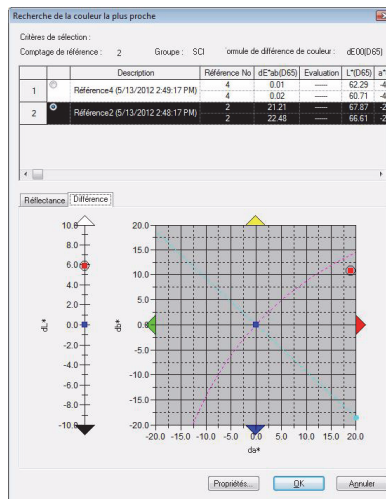 Recherche de la couleur la plus proche
Critères de sélection :
Comptage de référence : 2 Groupe : SCI ormule de différence de couleur : dE00(D65)
Description Référence No dE*ab(D65) Evaluation L*(D65) a*
1 Référence4 (5/13/2012 2:49:17 PM) 4 0.01 ----- 62.29 -4
4 0.02 ----- 60.71 -4
2 Référence2 (5/13/2012 2:48:17 PM) 2 21.21 ----- 67.87 -2
2 22.48 ----- 66.61 -2
Réflectance Différence
10.0 20.0
8.0 15.0
6.0 10.0
4.0 5.0
2.0
0.0 0.0
-2.0
-4.0 -5.0
-6.0 -10.0
-8.0 -15.0
-10.0 -20.0
dL* db*
-20.0 -15.0 -10.0 -5.0 0.0 5.0 10.0 15.0 20.0
da*
Propriétés... OK Annuler